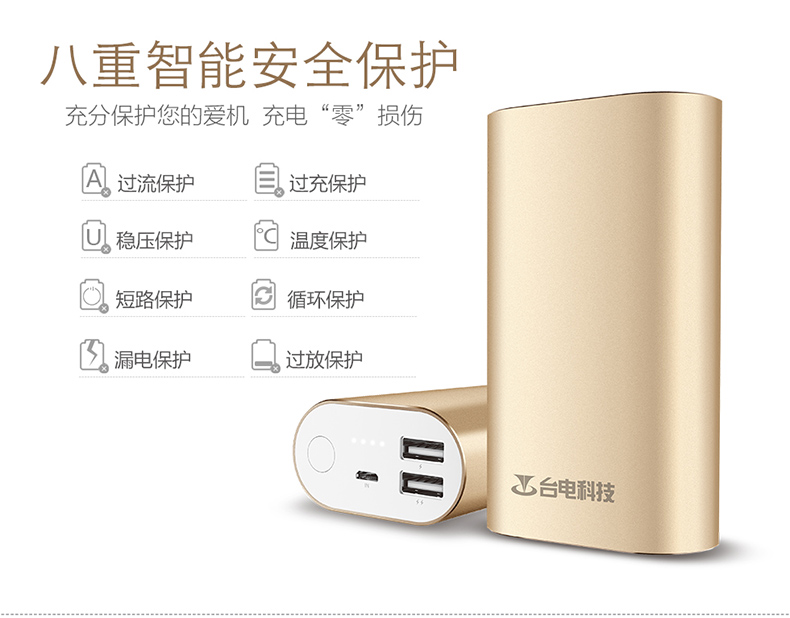 八重智能安全保护
充分保护您的爱机 充电“零”损伤
A 过流保护
过充保护
U 稳压保护
°C 温度保护
短路保护
循环保护
漏电保护
过放保护
IN
台电科技